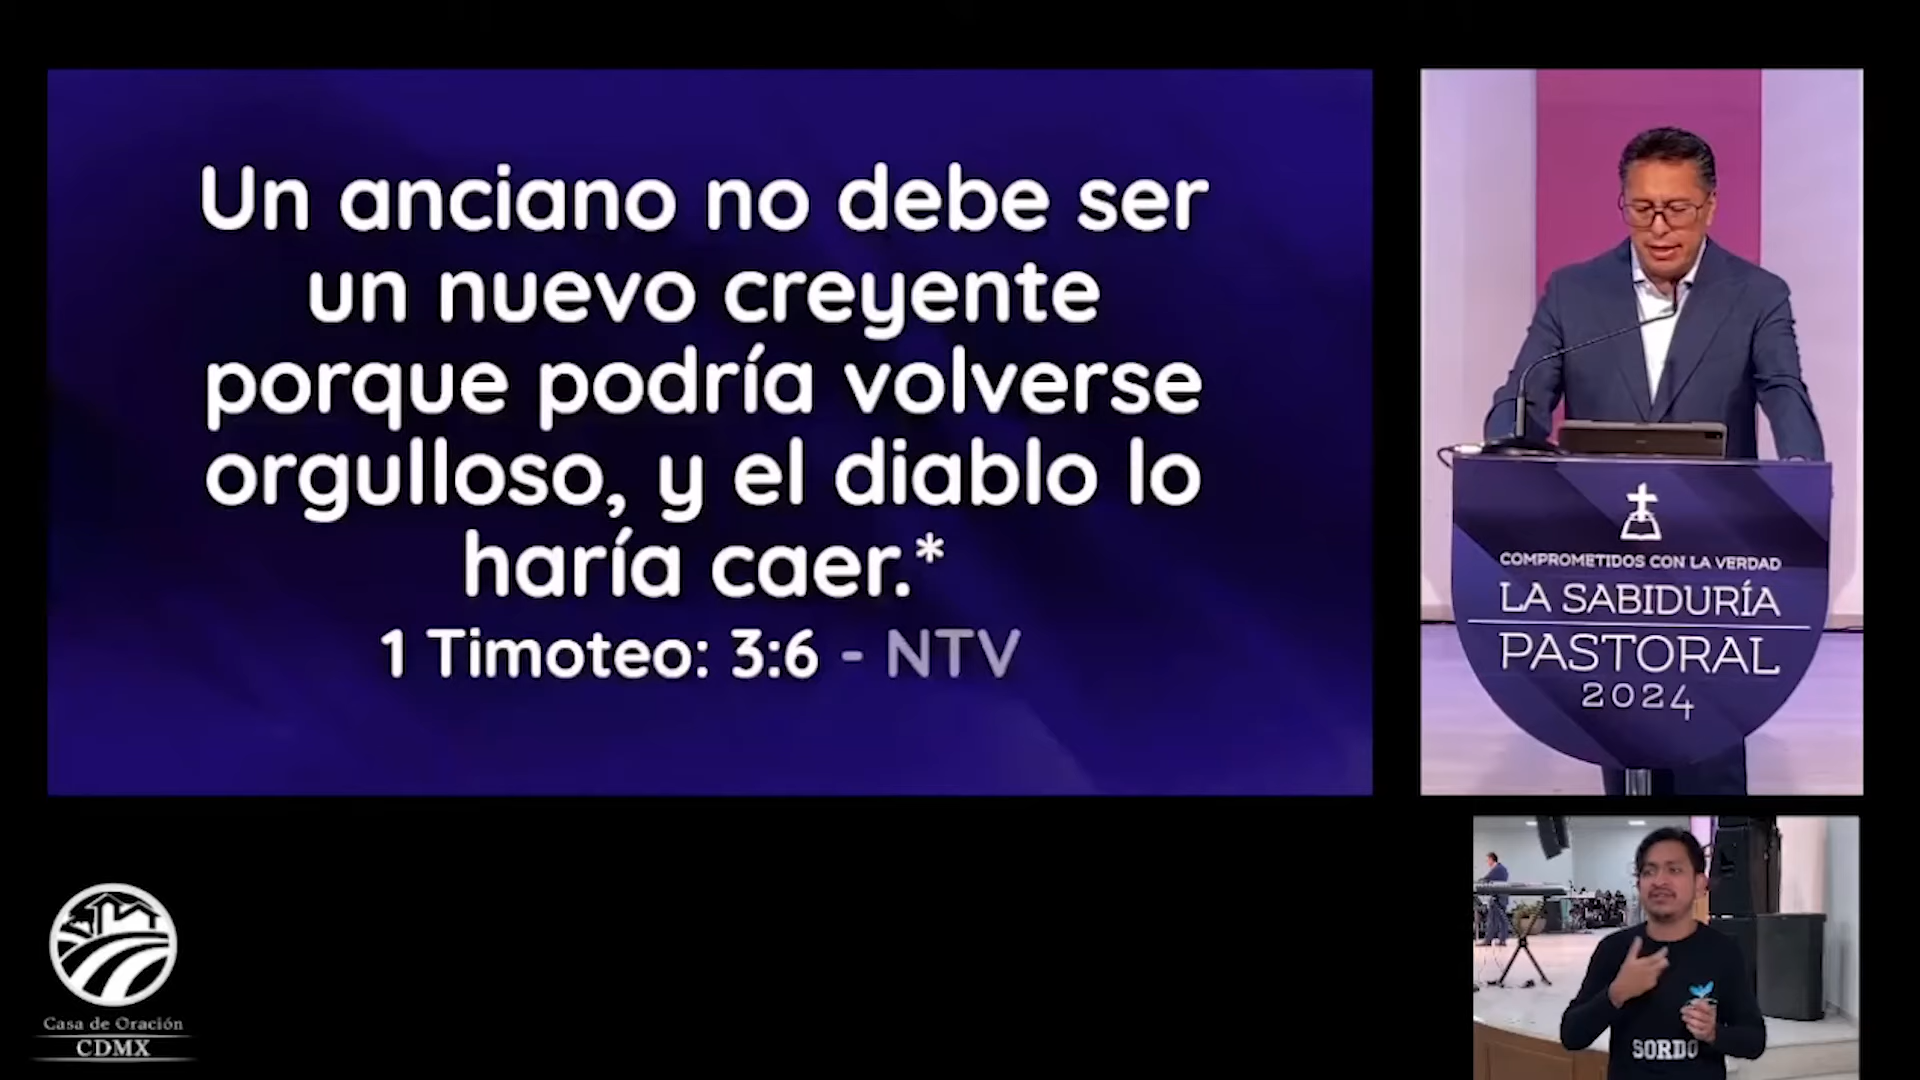 Un anciano no debe ser
un nuevo creyente
porque podría volverse
orgulloso, y el diablo lo
haría caer.*
1 Timoteo: 3:6 - NTV
COMPROMETIDOS CON LA VERDAD
LA SABIDURÍA
PASTORAL
2024
SORDO
Casa de Oración
CDMX